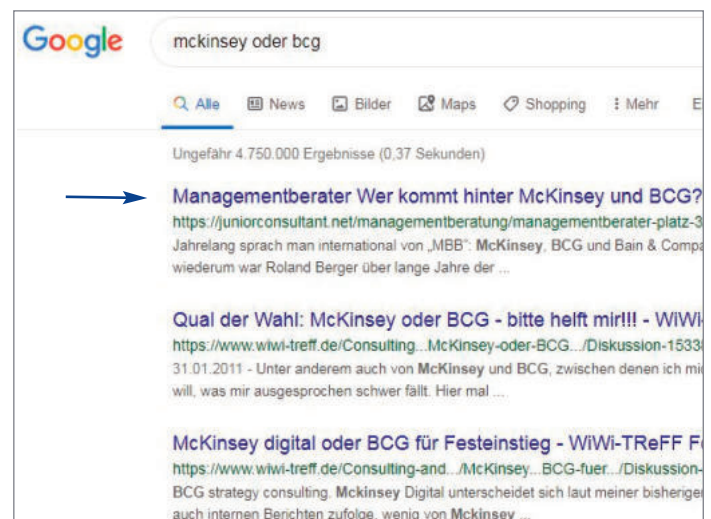 Google mckinsey oder bcg
Alle News Bilder Maps Shopping Mehr
Ungefähr 4.750.000 Ergebnisse (0,37 Sekunden)
Managementberater Wer kommt hinter McKinsey und BCG?
https://juniorconsultant.net/managementberatung/managementberater-platz-3
Jahrelang sprach man international von „MBB": McKinsey, BCG und Bain & Compa
wiederum war Roland Berger über lange Jahre der ...
Qual der Wahl: McKinsey oder BCG - bitte helft mir!!! - WiWi-
https://www.wiwi-treff.de/Consulting...McKinsey-oder-BCG.../Diskussion-1533
31.01.2011 - Unter anderem auch von McKinsey und BCG, zwischen denen ich mi
will, was mir ausgesprochen schwer fällt. Hier mal ...
McKinsey digital oder BCG für Festeinstieg - WiWi-TReFF F
https://www.wiwi-treff.de/Consulting-and.../McKinsey...BCG-fuer.../Diskussion-
BCG strategy consulting. Mckinsey Digital unterscheidet sich laut meiner bisheriger
auch internen Berichten zufolge, wenig von Mckinsey ...